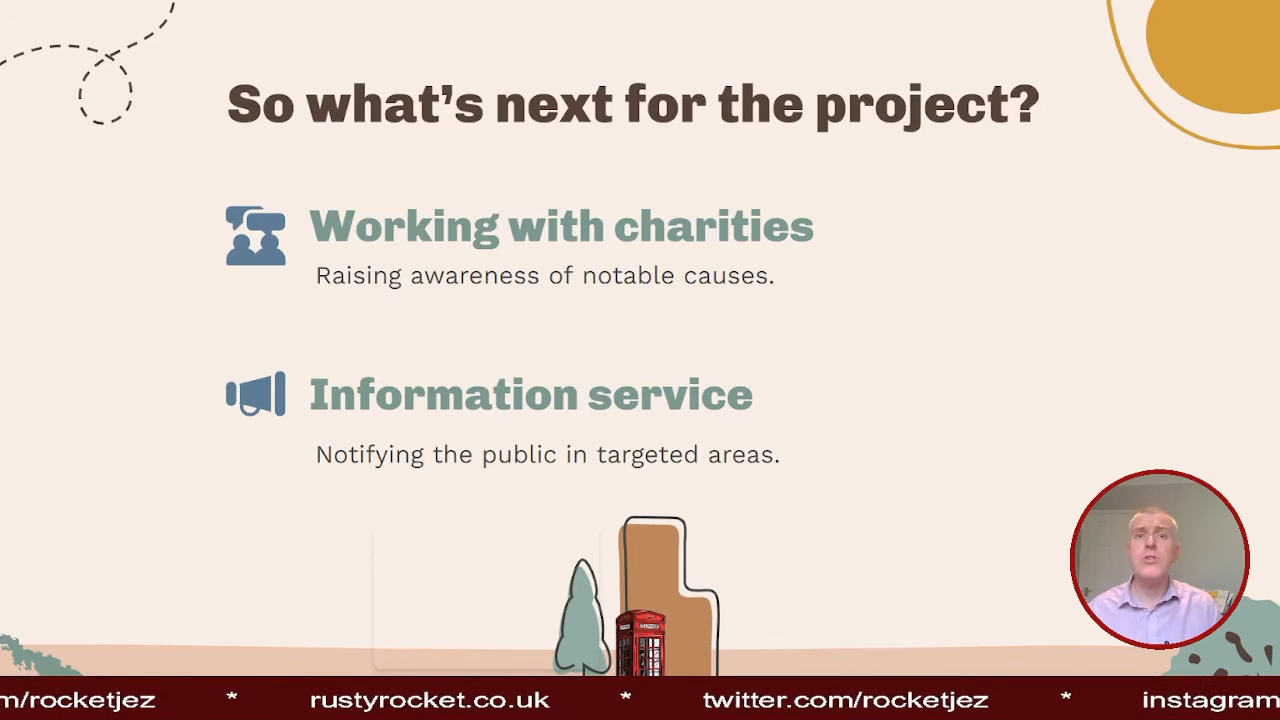 So what's next for the project?
Working with charities
Raising awareness of notable causes.
Information service
Notifying the public in targeted areas.
m/rocketjez * rustyrocket.co.uk * twitter.com/rocketjez * instagram